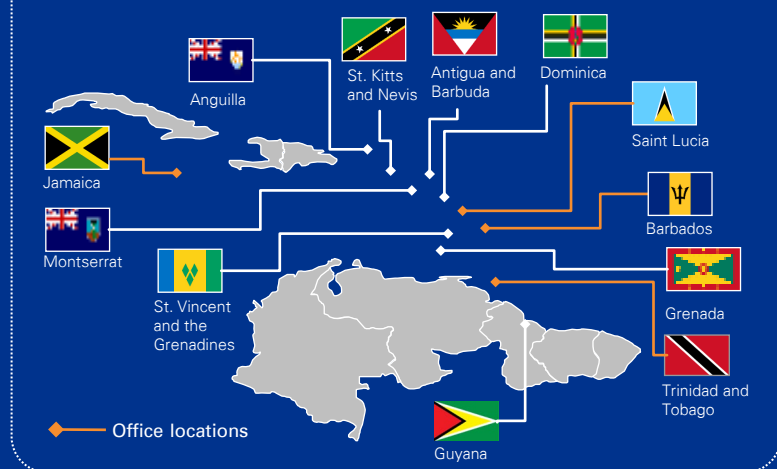 Anguilla
St. Kitts
and Nevis
Antigua and
Barbuda
Dominica
Saint Lucia
Jamaica
Barbados
Montserrat
St. Vincent
and the
Grenadines
Grenada
Trinidad and
Tobago
Office locations
Guyana